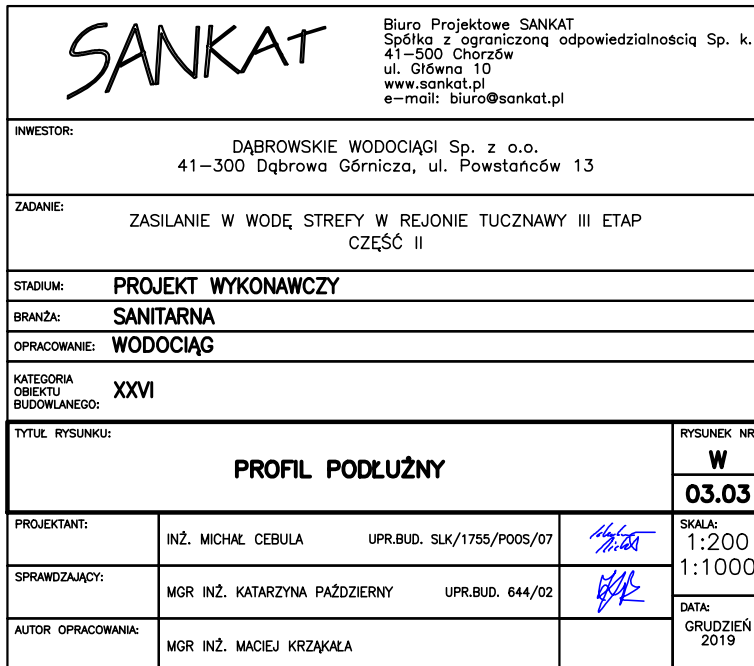 SANKAT
Biuro Projektowe SANKAT
Spółka z ograniczoną odpowiedzialnością Sp. k.
41-500 Chorzów
ul. Główna 10
www.sankat.pl
e-mail: biuro@sankat.pl
INWESTOR:
DĄBROWSKIE WODOCIĄGI Sp. z o.o.
41-300 Dąbrowa Górnicza, ul. Powstańców 13
ZADANIE:
ZASILANIE W WODĘ STREFY W REJONIE TUCZNAWY III ETAP
CZĘŚĆ II
STADIUM: PROJEKT WYKONAWCZY
BRANŻA: SANITARNA
OPRACOWANIE: WODOCIĄG
KATEGORIA
OBIEKTU
BUDOWLANEGO: XXVI
TYTUŁ RYSUNKU:
PROFIL PODŁUŻNY
RYSUNEK NR
W
03.03
PROJEKTANT:
INŻ. MICHAŁ CEBULA UPR.BUD. SLK/1755/POOS/07
SKALA:
1:200
1:1000
SPRAWDZAJĄCY:
MGR INŻ. KATARZYNA PAŹDZIERNY UPR.BUD. 644/02
DATA:
GRUDZIEŃ
2019
AUTOR OPRACOWANIA:
MGR INŻ. MACIEJ KRZĄKAŁA